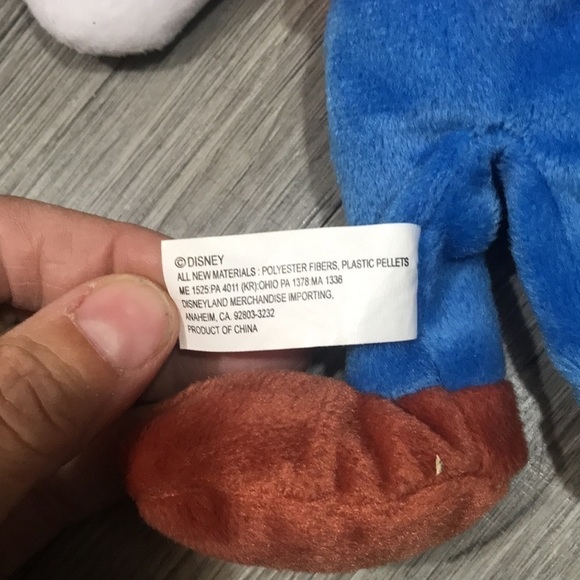 ©DISNEY
ALL NEW MATERIALS : POLYESTER FIBERS, PLASTIC PELLETS
ME 1525:PA 4011 (KR):OHIO PA 1378:MA 1336
DISNEYLAND MERCHANDISE IMPORTING,
ANAHEIM, CA. 92803-3232
PRODUCT OF CHINA